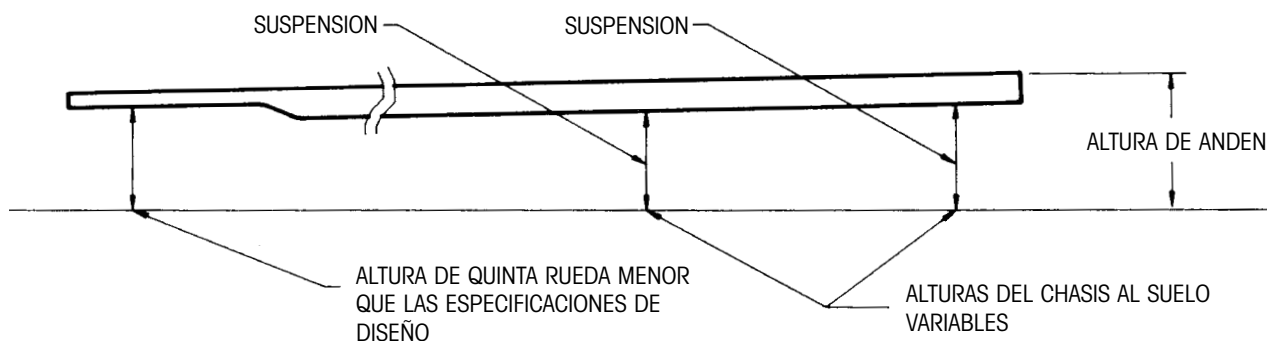 SUSPENSION
SUSPENSION
ALTURA DE ANDEN
ALTURA DE QUINTA RUEDA MENOR
QUE LAS ESPECIFICACIONES DE
DISEÑO
ALTURAS DEL CHASIS AL SUELO
VARIABLES